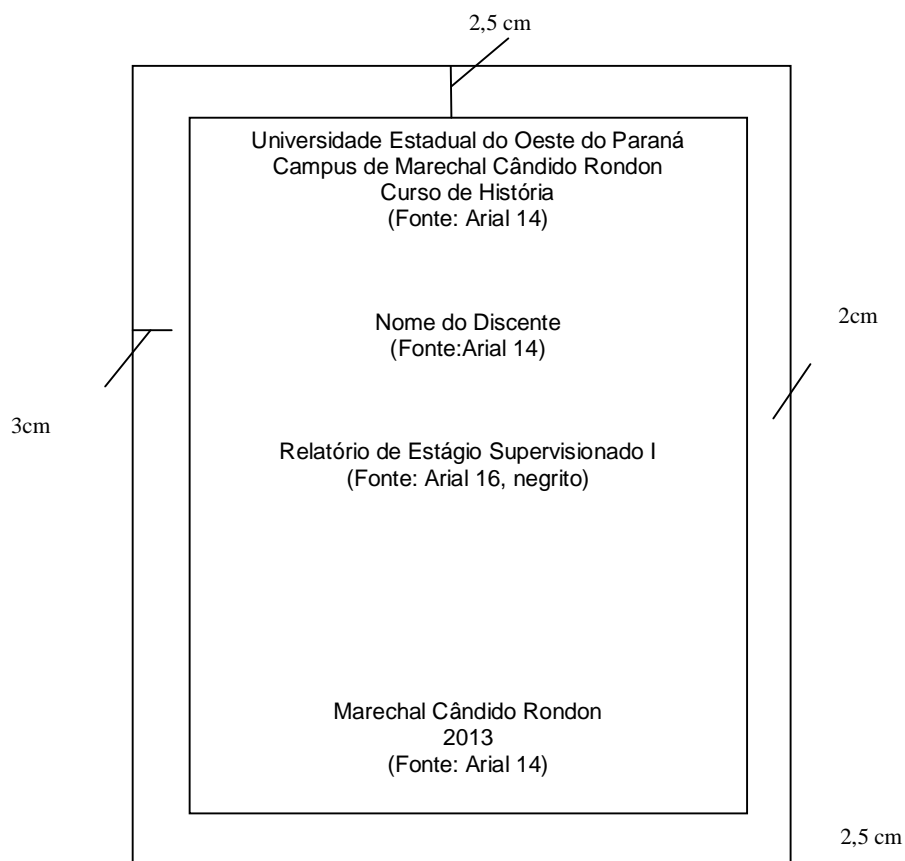 2,5 cm
Universidade Estadual do Oeste do Paraná
Campus de Marechal Cândido Rondon
Curso de História
(Fonte: Arial 14)
Nome do Discente
(Fonte:Arial 14)
2cm
3cm
Relatório de Estágio Supervisionado I
(Fonte: Arial 16, negrito)
Marechal Cândido Rondon
2013
(Fonte: Arial 14)
2,5 cm